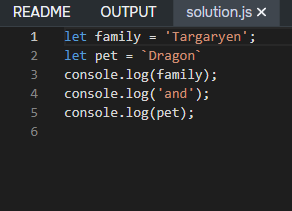 README OUTPUT solution.js ×
1 let family = 'Targaryen';
2 let pet = `Dragon`
3 console.log(family);
4 console.log('and');
5 console.log(pet);
6